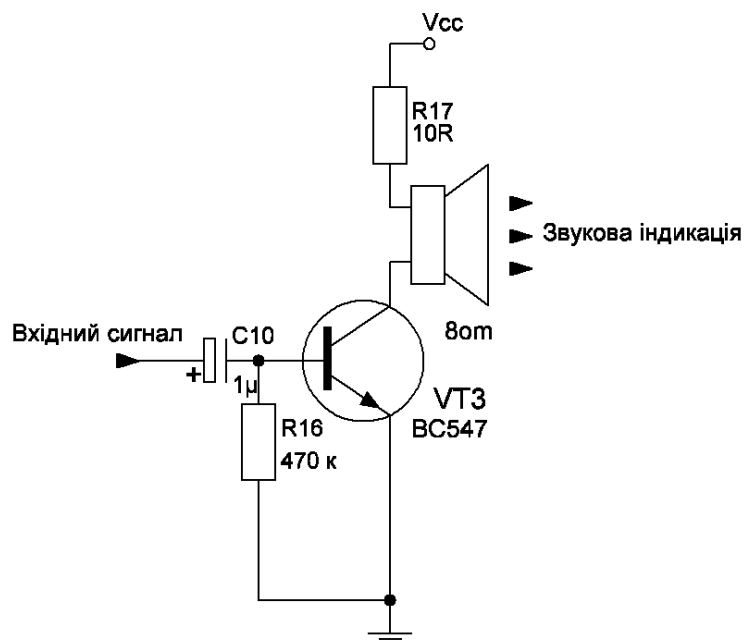 Vcc
R17
10R
Звукова індикація
8om
Вхідний сигнал
C10
+
1µ
VT3
BC547
R16
470 к